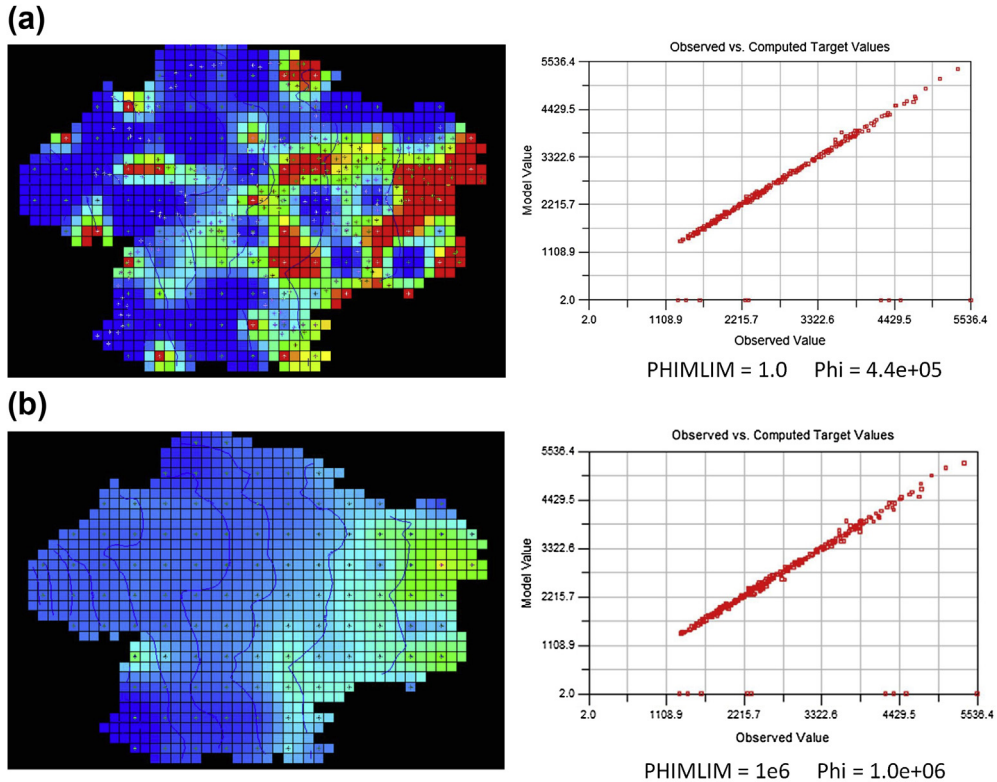 (a)
Observed vs. Computed Target Values
5536.4
4429.5
3322.6
2215.7
1108.9
2.0
Model Value
2.0 1108.9 2215.7 3322.6 4429.5 5536.4
Observed Value
PHIMLIM = 1.0 Phi = 4.4e+05
(b)
Observed vs. Computed Target Values
5536.4
4429.5
3322.6
2215.7
1108.9
2.0
Model Value
2.0 1108.9 2215.7 3322.6 4429.5 5536.4
Observed Value
PHIMLIM = 1e6 Phi = 1.0e+06